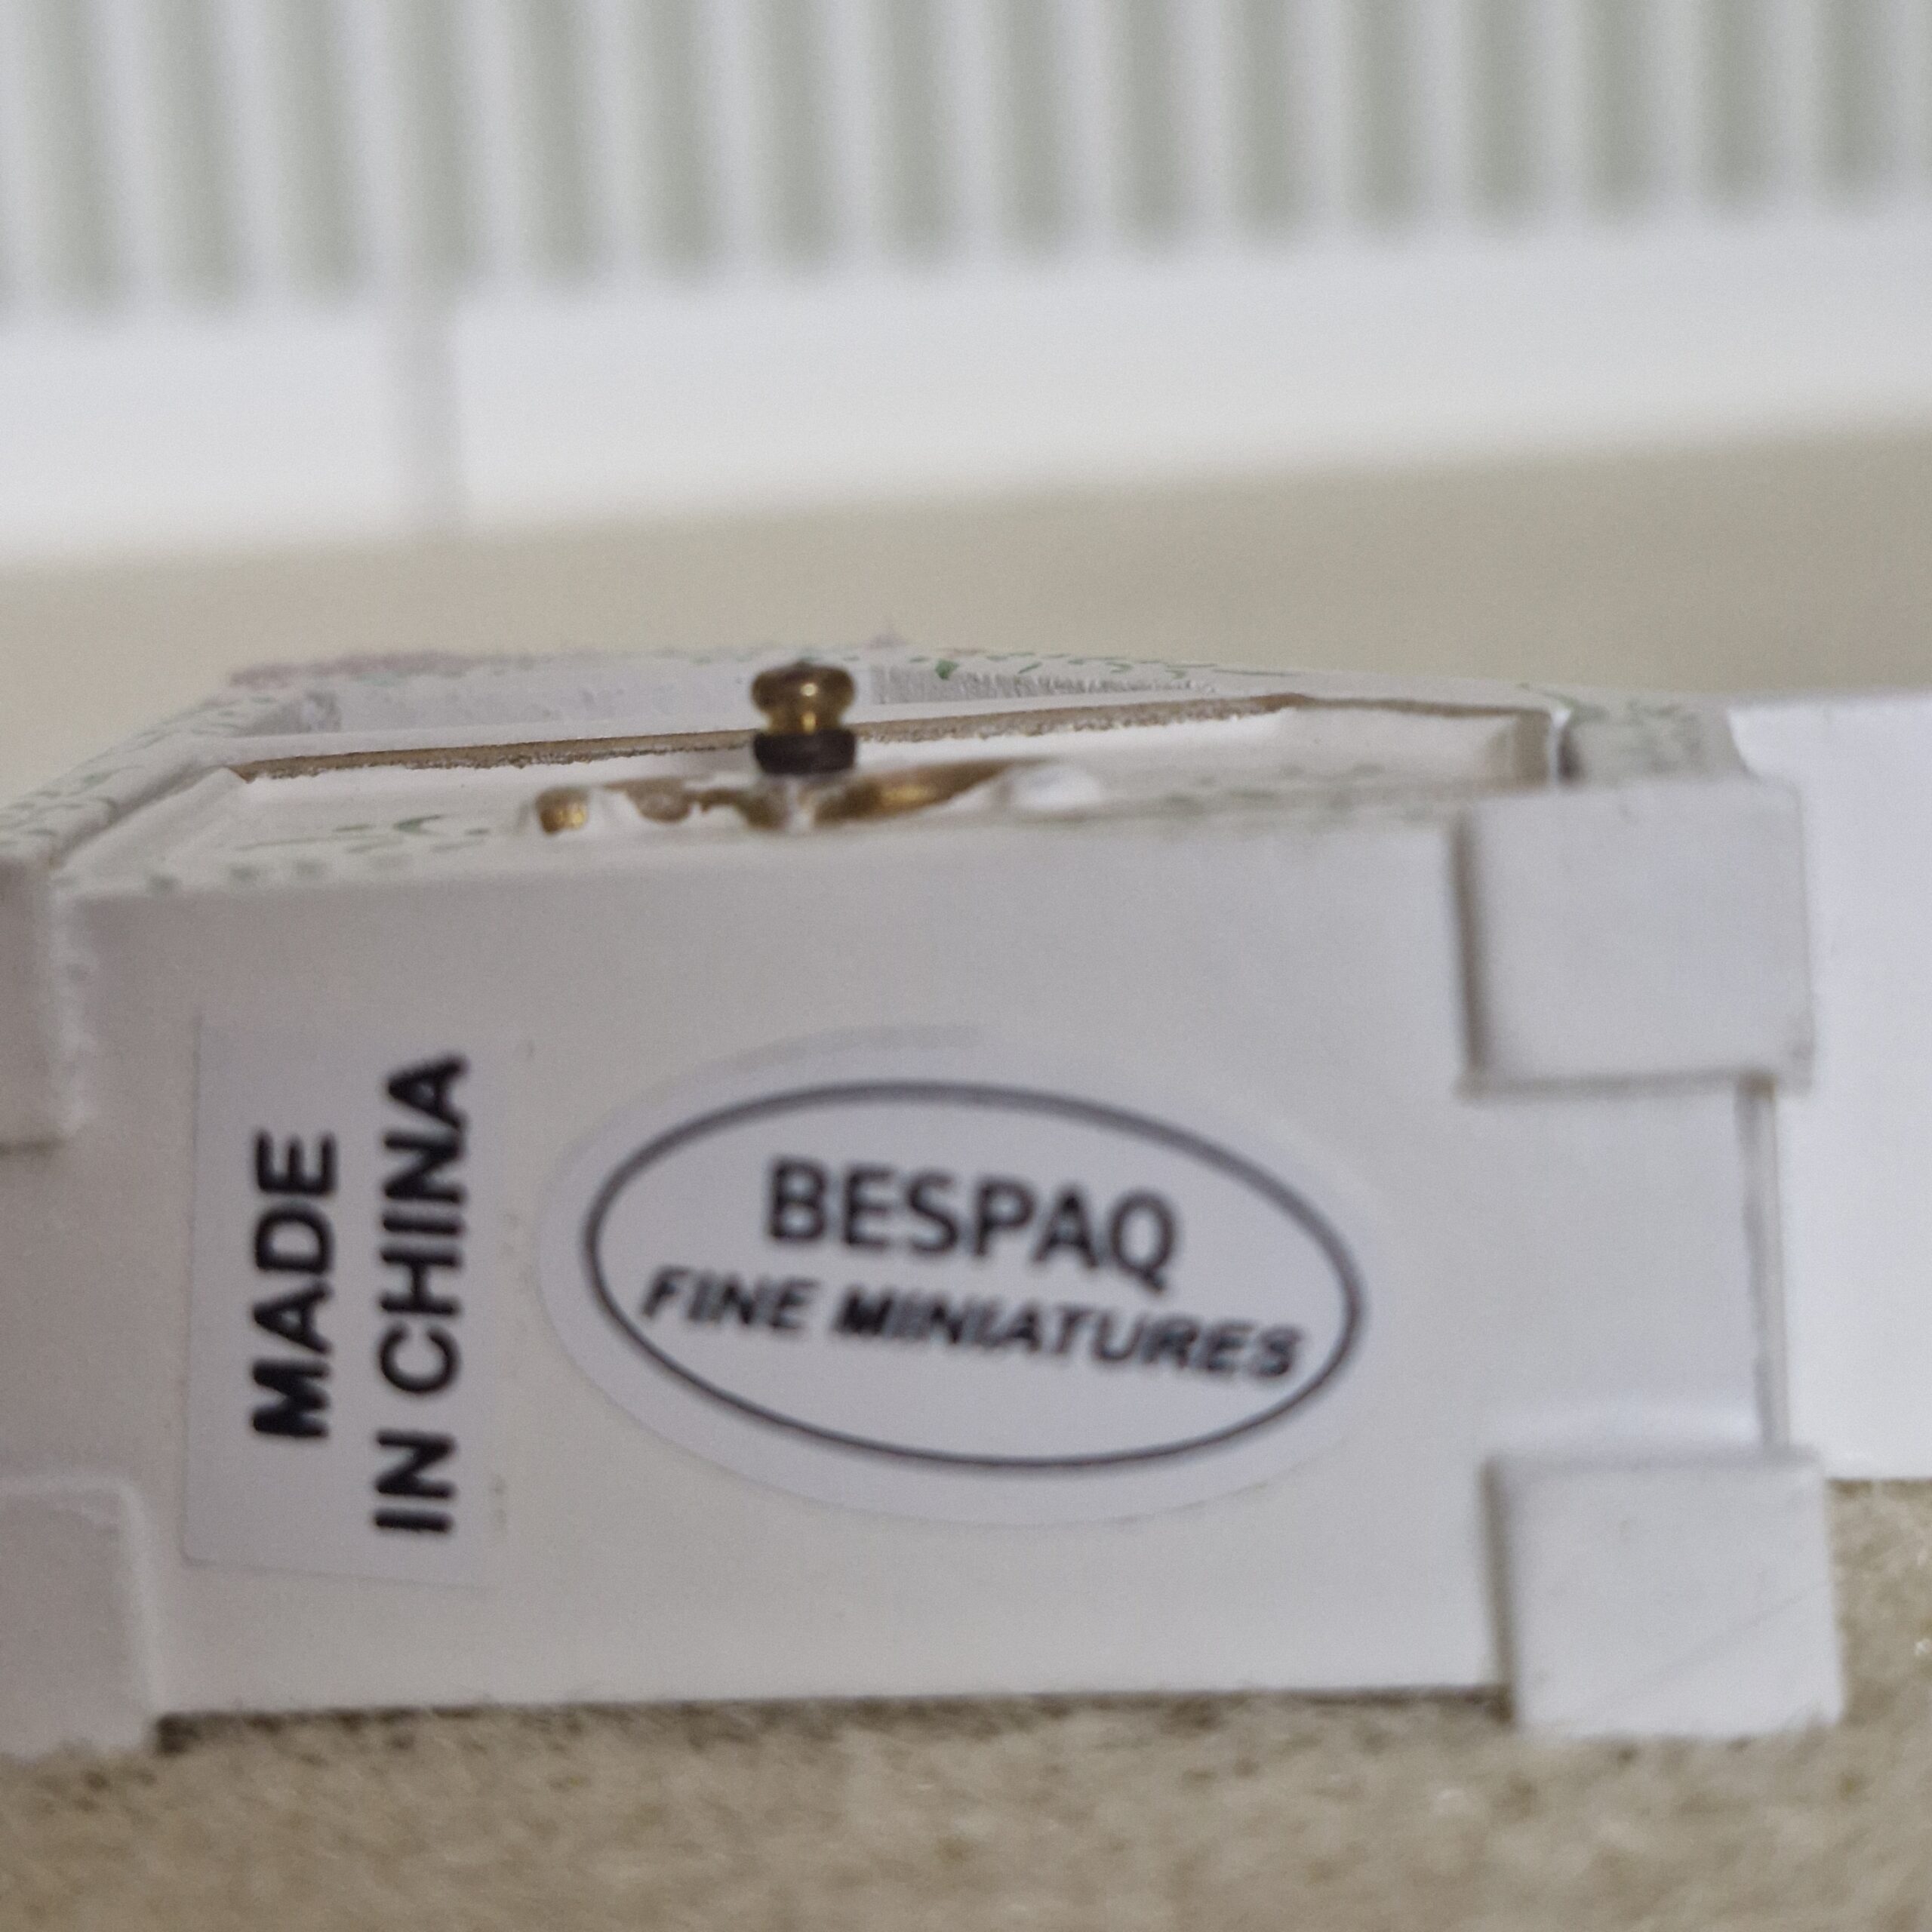 MADE
IN CHINA
BESPAQ
FINE MINIATURES